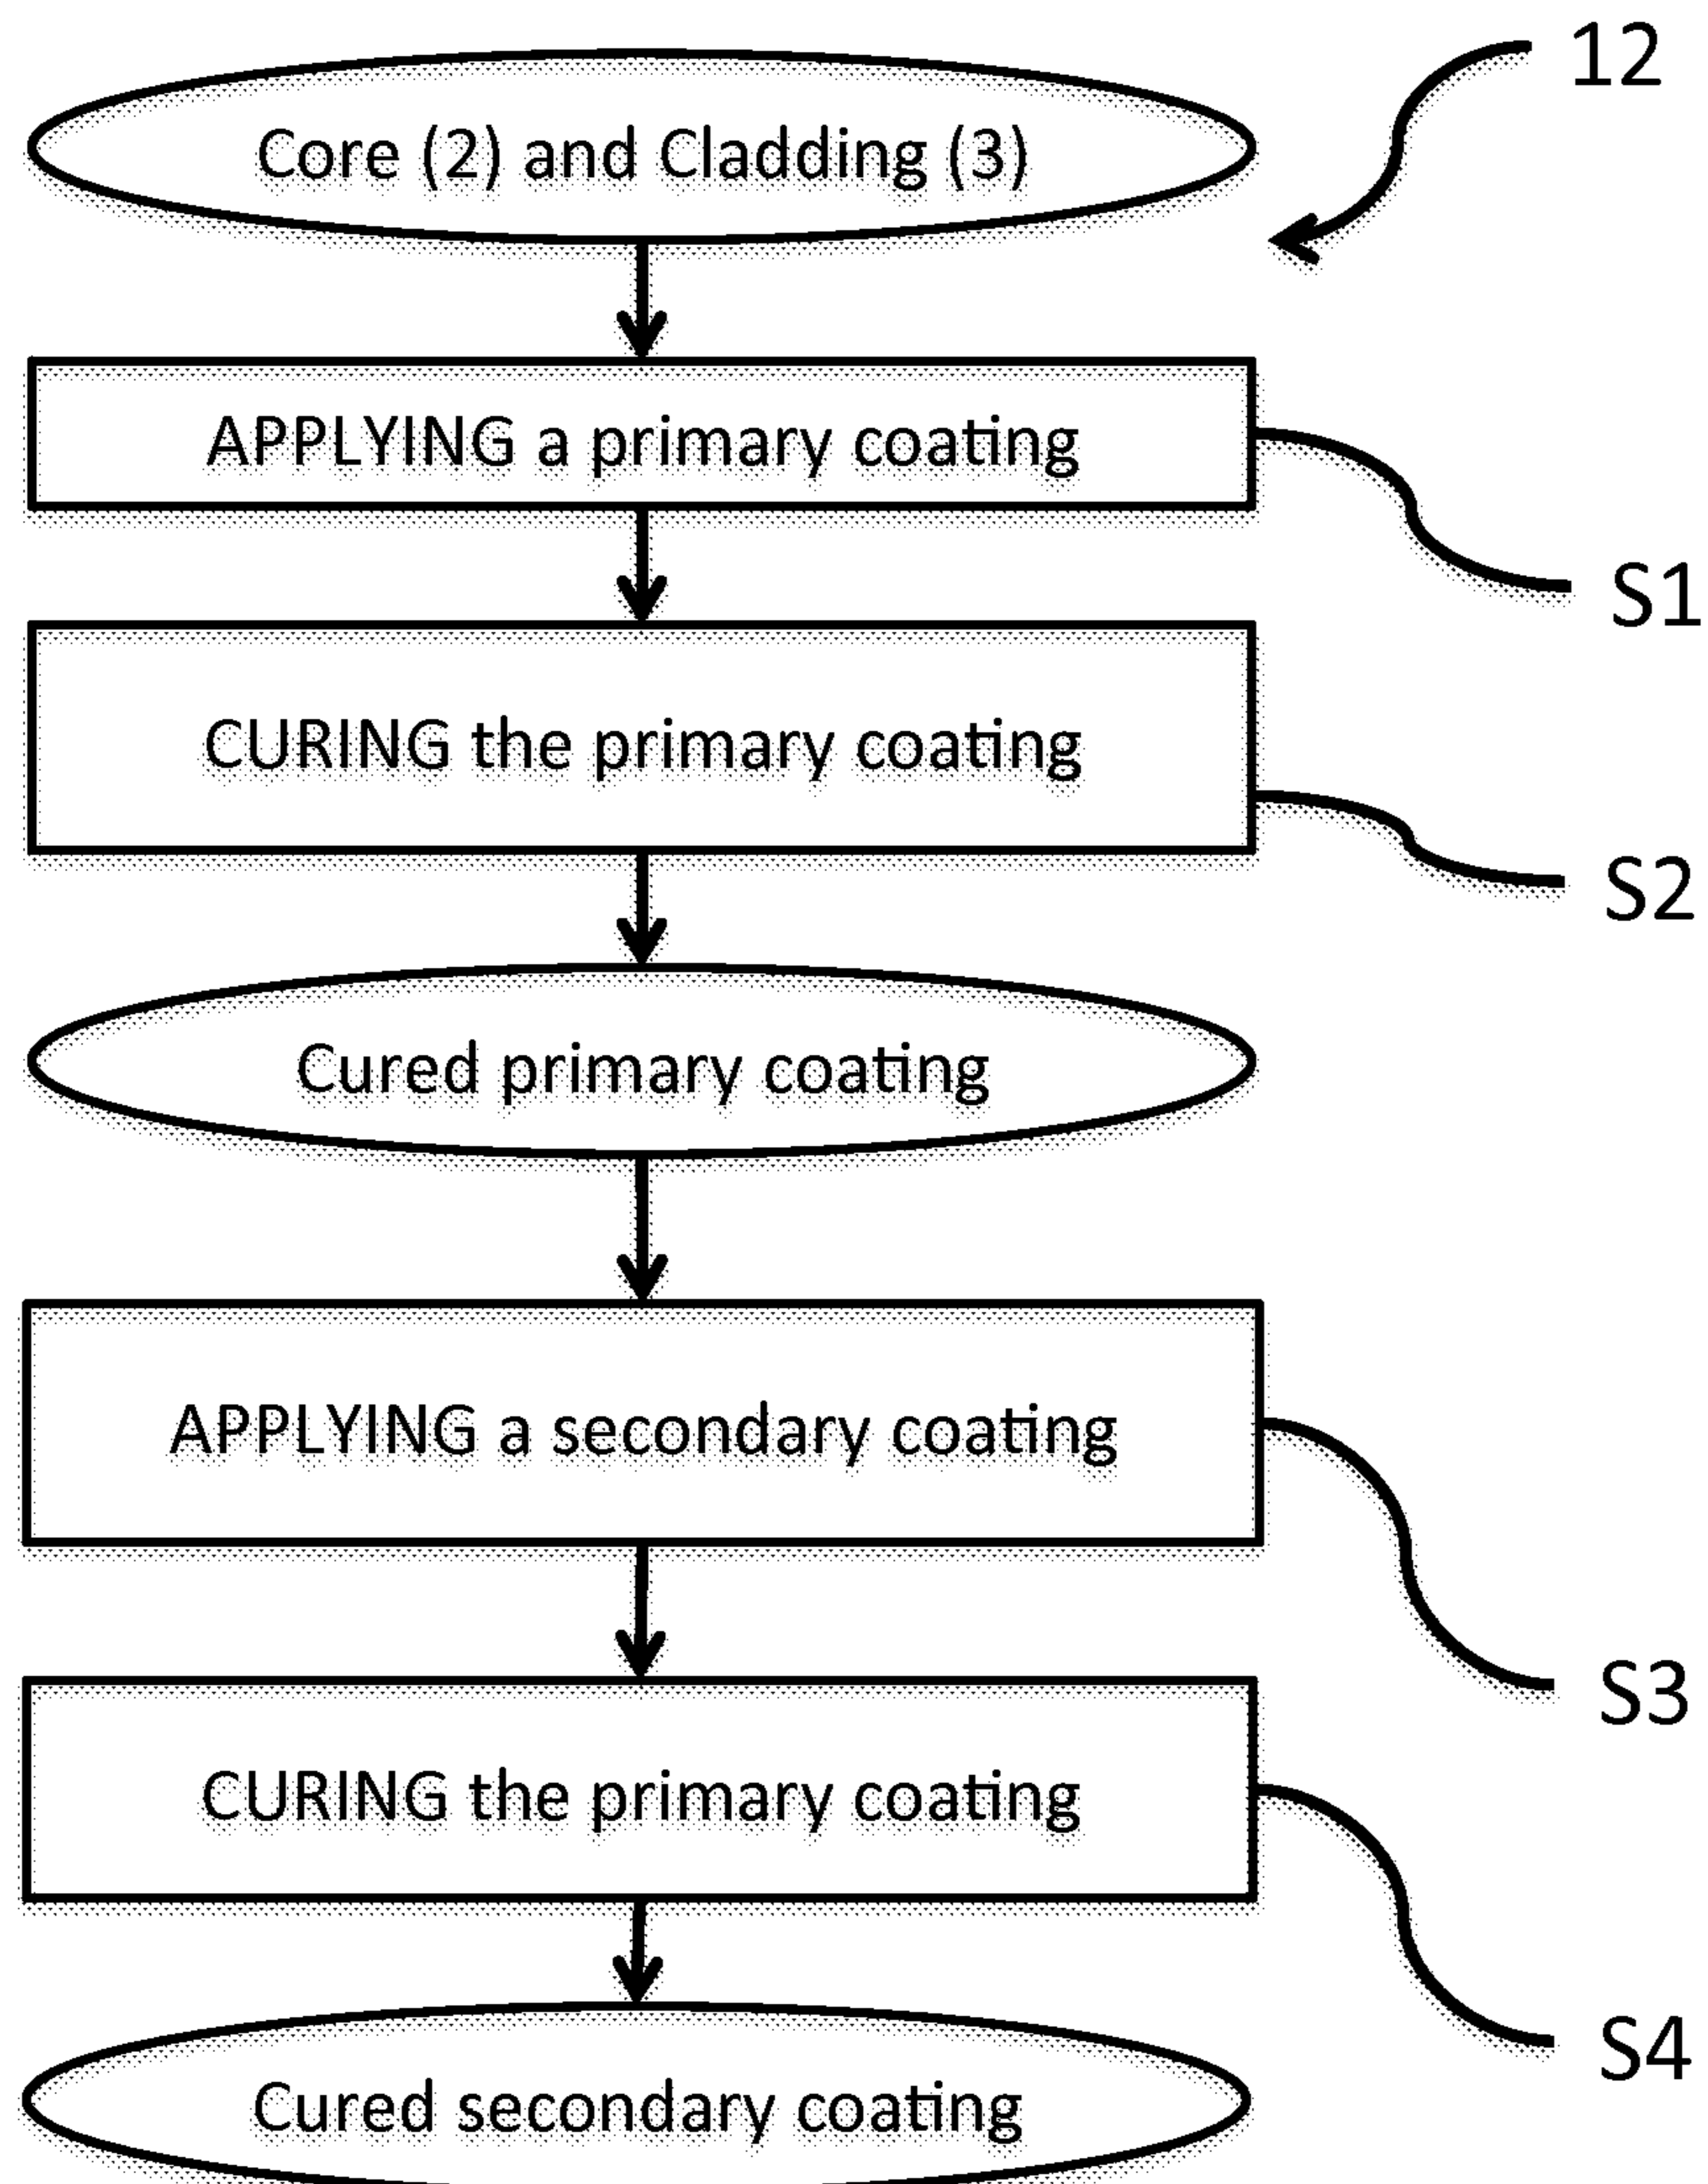 12
Core (2) and Cladding (3)
APPLYING a primary coating
S1
CURING the primary coating
S2
Cured primary coating
APPLYING a secondary coating
S3
CURING the primary coating
S4
Cured secondary coating